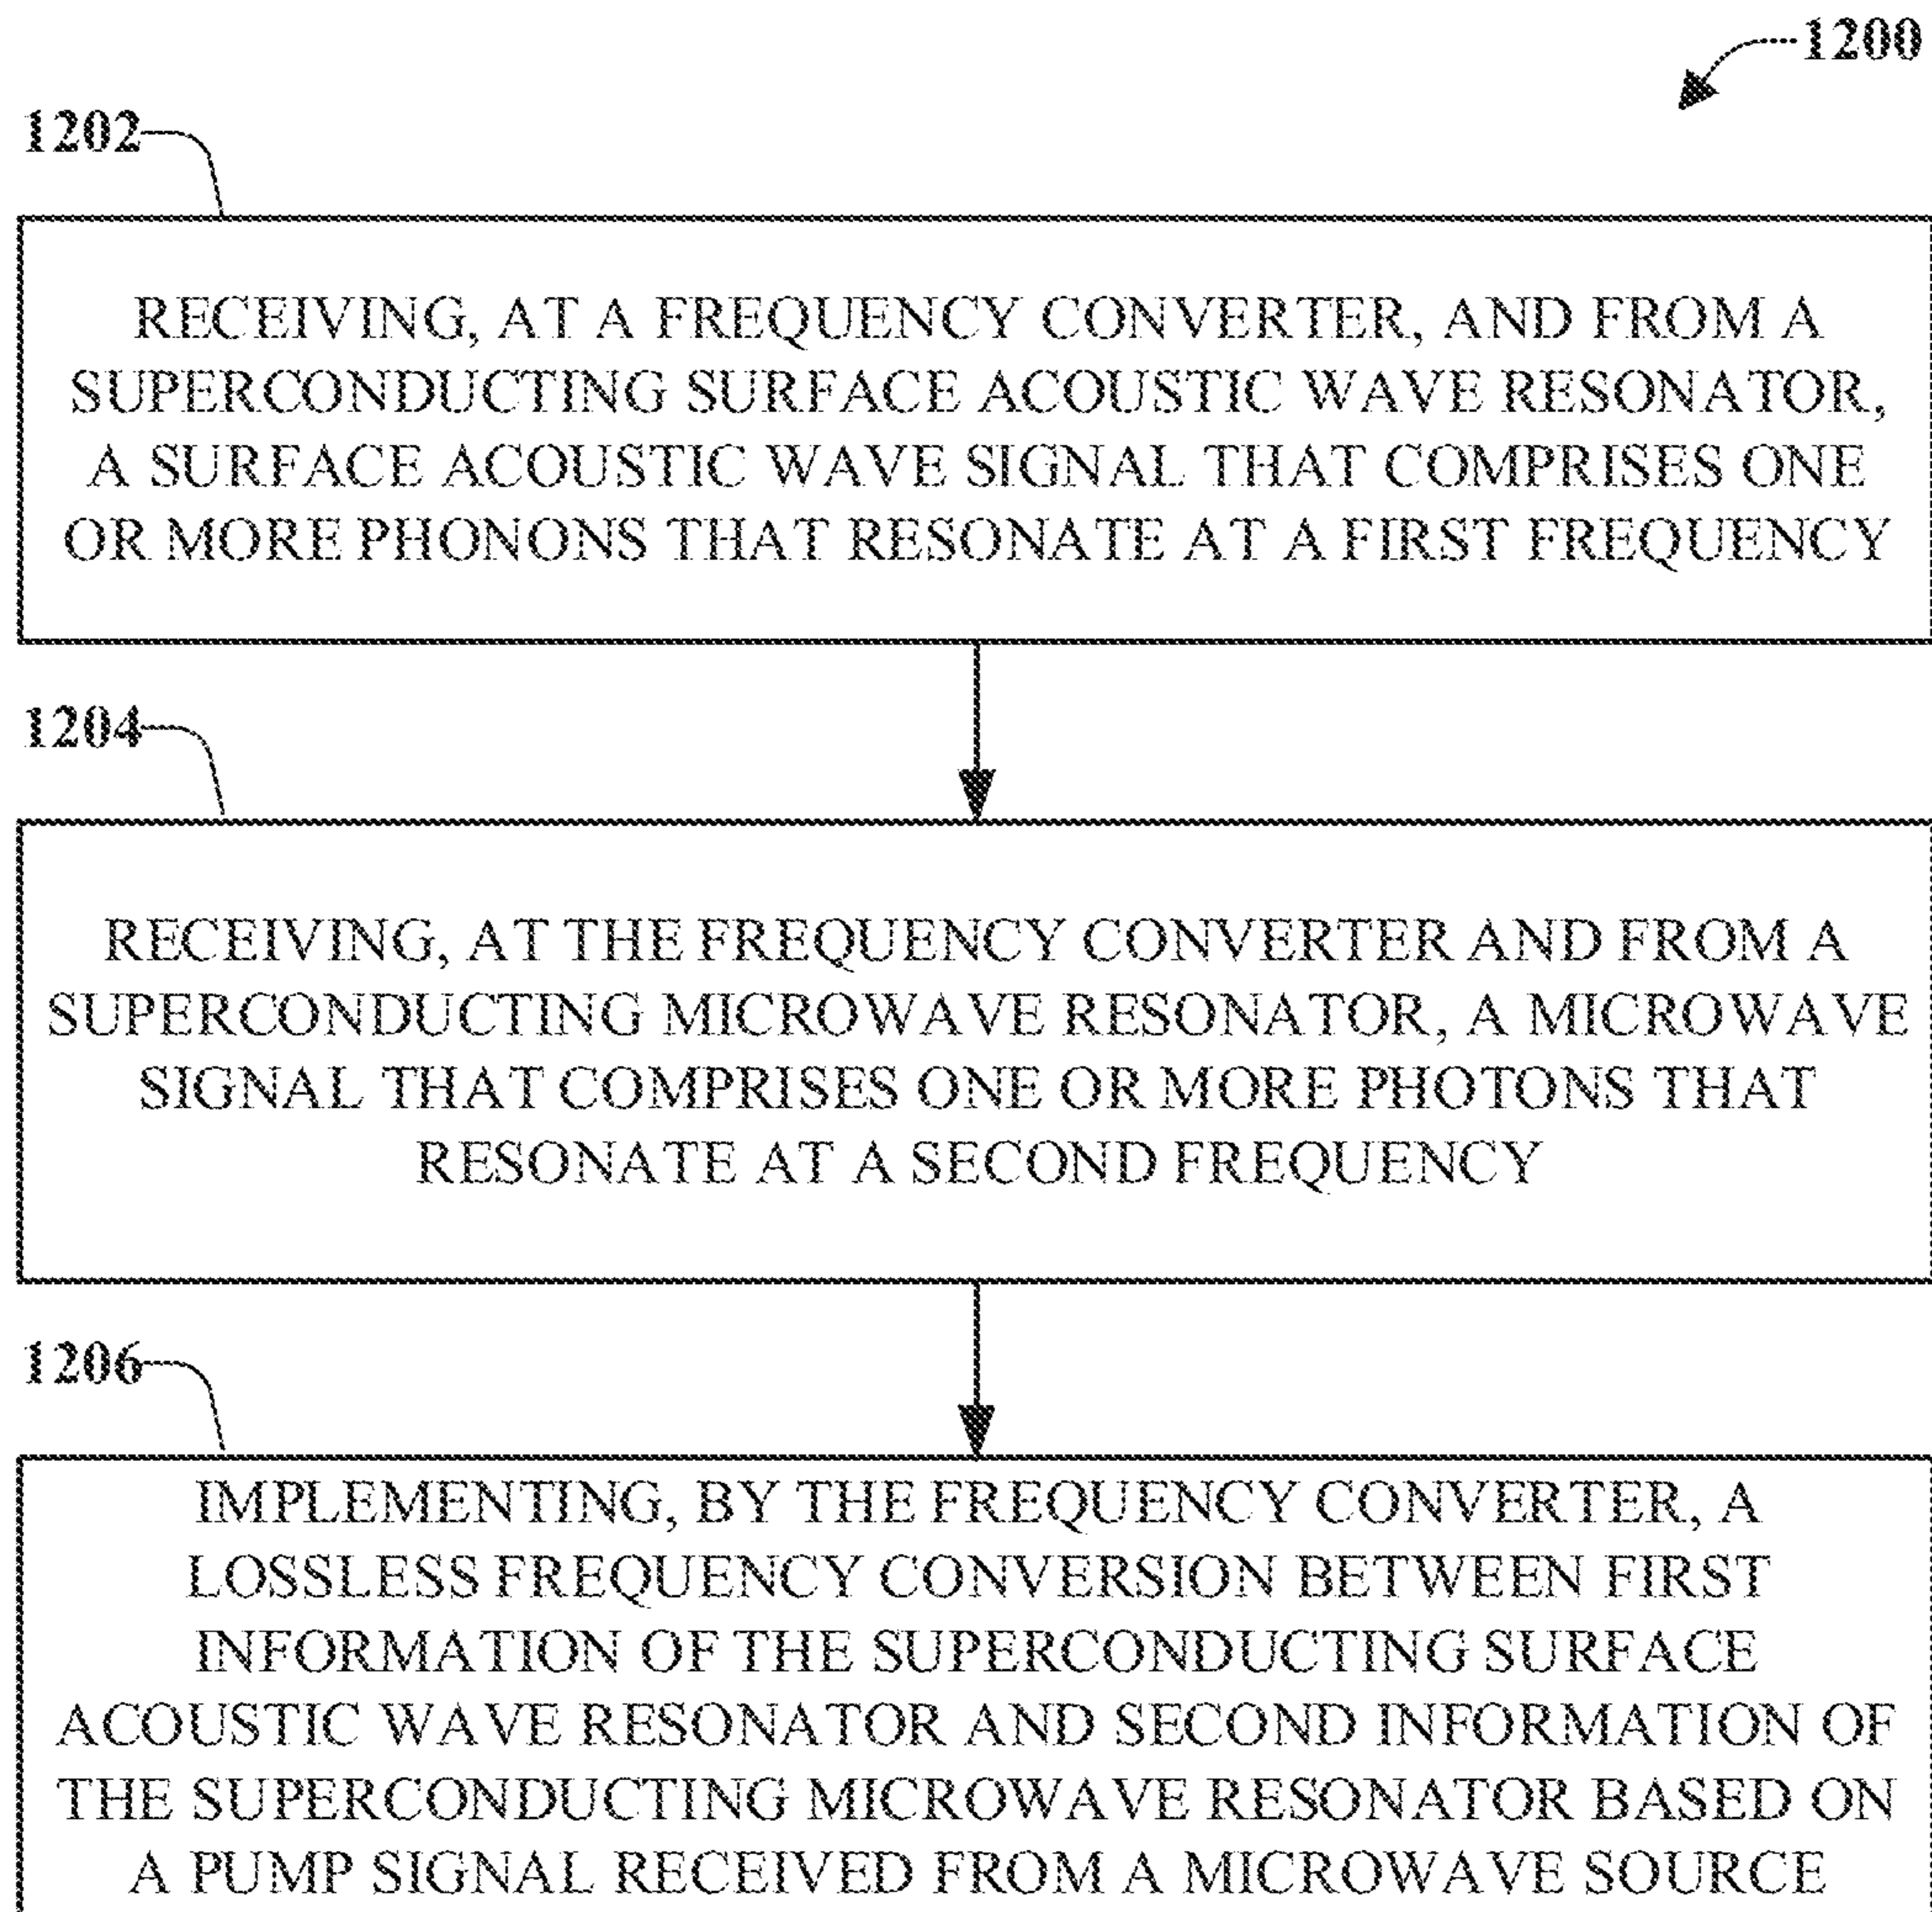 1200
1202
RECEIVING, AT A FREQUENCY CONVERTER, AND FROM A
SUPERCONDUCTING SURFACE ACOUSTIC WAVE RESONATOR,
A SURFACE ACOUSTIC WAVE SIGNAL THAT COMPRISES ONE
OR MORE PHONONS THAT RESONATE AT A FIRST FREQUENCY
1204
RECEIVING, AT THE FREQUENCY CONVERTER AND FROM A
SUPERCONDUCTING MICROWAVE RESONATOR, A MICROWAVE
SIGNAL THAT COMPRISES ONE OR MORE PHOTONS THAT
RESONATE AT A SECOND FREQUENCY
1206
IMPLEMENTING, BY THE FREQUENCY CONVERTER, A
LOSSLESS FREQUENCY CONVERSION BETWEEN FIRST
INFORMATION OF THE SUPERCONDUCTING SURFACE
ACOUSTIC WAVE RESONATOR AND SECOND INFORMATION OF
THE SUPERCONDUCTING MICROWAVE RESONATOR BASED ON
A PUMP SIGNAL RECEIVED FROM A MICROWAVE SOURCE